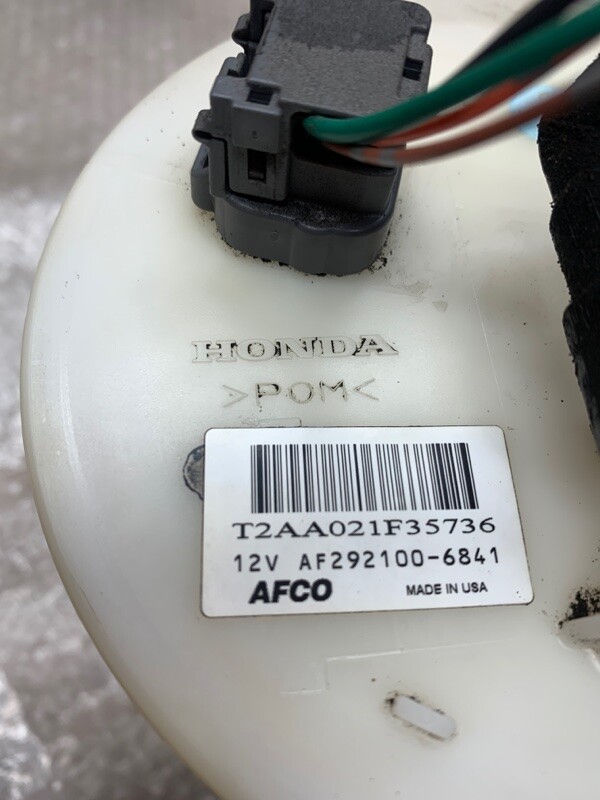 HONDA
>POM<
T2AA021F35736
12V AF292100-6841
AFCO MADE IN USA